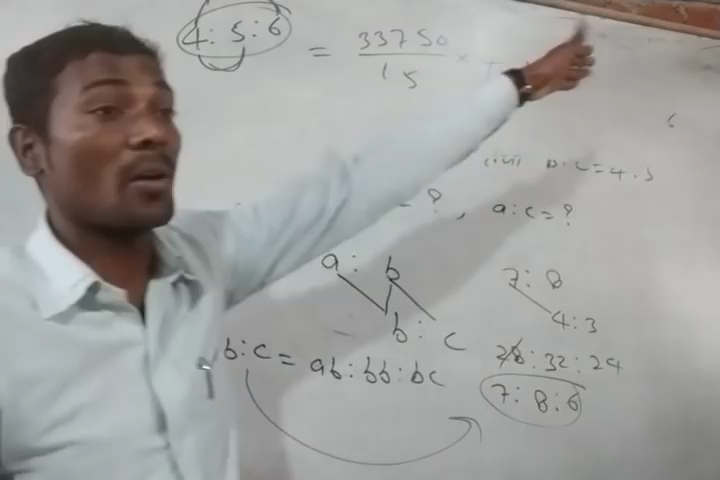 4 : 5 : 6 = 33750 / 15 ×
b:c = 4:3
= ? , a:c = ?
a : b
7 : 8
b : c
4 : 3
b:c = ab : bb : bc
28 : 32 : 24
7 : 8 : 6